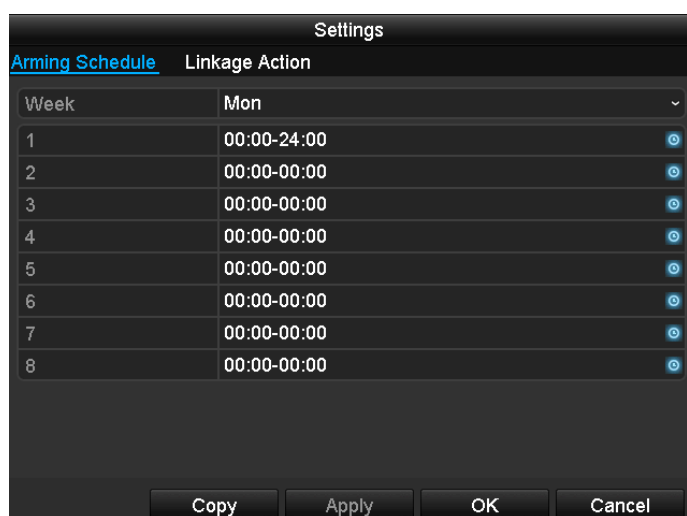 Settings
Arming Schedule Linkage Action
Week Mon
1 00:00-24:00
2 00:00-00:00
3 00:00-00:00
4 00:00-00:00
5 00:00-00:00
6 00:00-00:00
7 00:00-00:00
8 00:00-00:00
Copy Apply OK Cancel